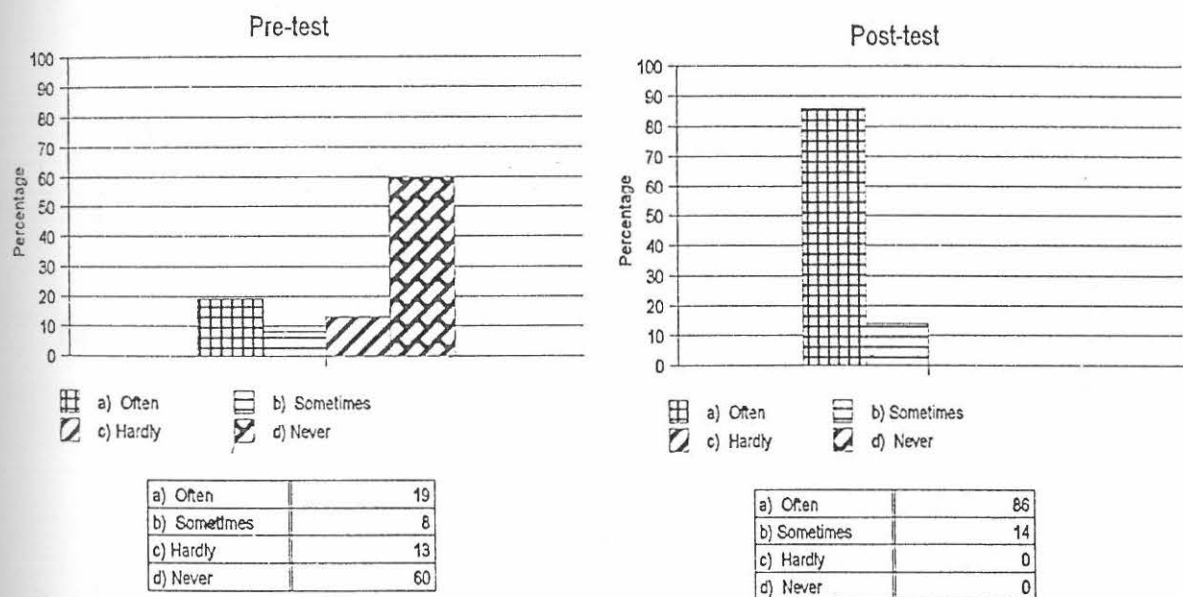 Pre-test
Percentage
100
90
80
70
60
50
40
30
20
10
0
a) Often
b) Sometimes
c) Hardly
d) Never
a) Often 19
b) Sometimes 8
c) Hardly 13
d) Never 60
Post-test
Percentage
100
90
80
70
60
50
40
30
20
10
0
a) Often
b) Sometimes
c) Hardly
d) Never
a) Often 86
b) Sometimes 14
c) Hardly 0
d) Never 0